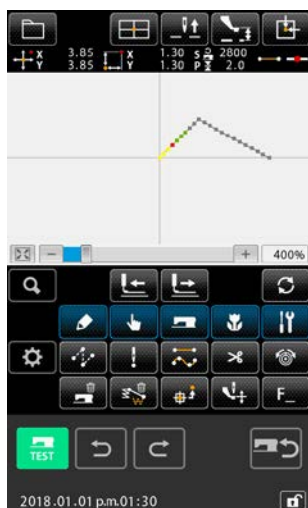 X 3.85 X 1.30 S 2800
Y 3.85 Y 1.30 P 2.0
400%
F_
TEST
2018.01.01 p.m.01:30